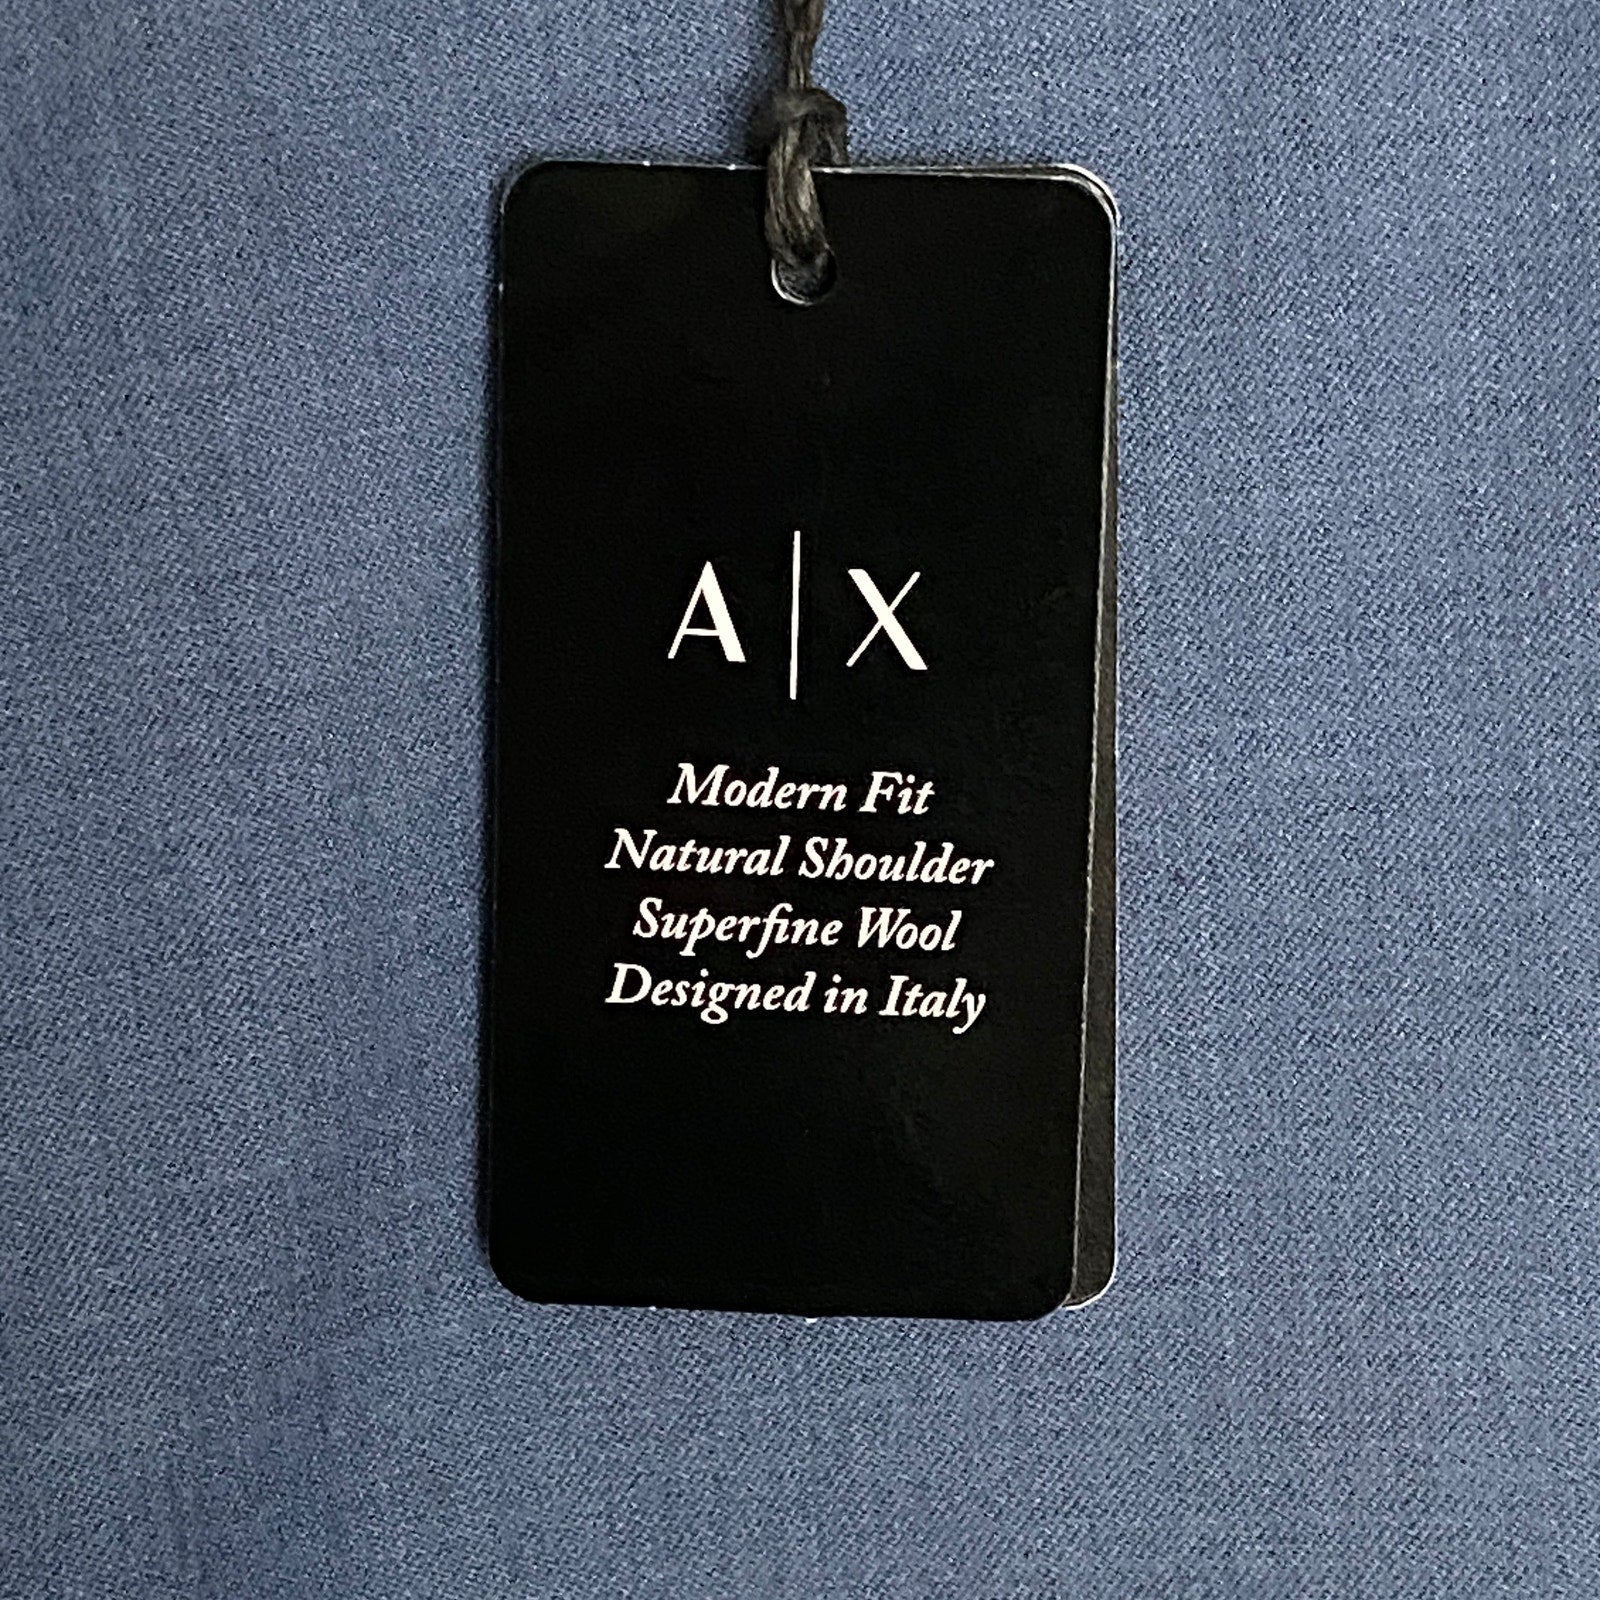 A|X
Modern Fit
Natural Shoulder
Superfine Wool
Designed in Italy